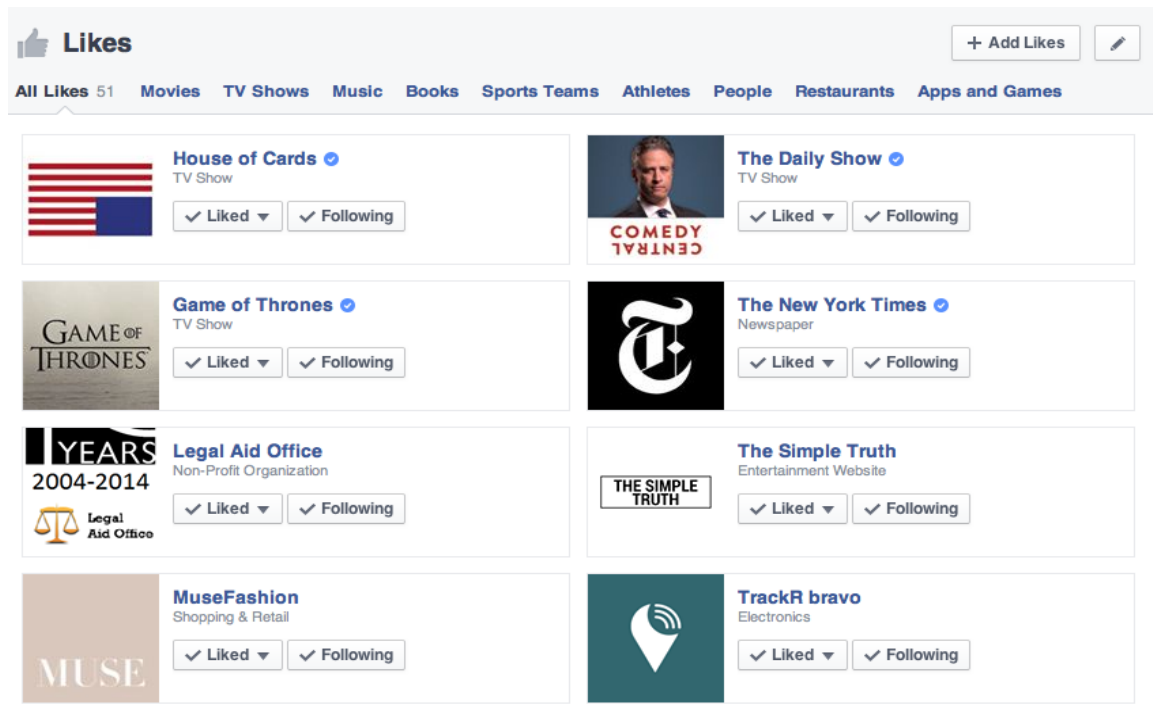 Likes
+ Add Likes
All Likes 51 Movies TV Shows Music Books Sports Teams Athletes People Restaurants Apps and Games
House of Cards
TV Show
Liked Following
The Daily Show
TV Show
Liked Following
COMEDY
CENTRAL
GAME OF
THRONES
Game of Thrones
TV Show
Liked Following
T
The New York Times
Newspaper
Liked Following
YEARS
2004-2014
Legal
Aid Office
Legal Aid Office
Non-Profit Organization
Liked Following
THE SIMPLE
TRUTH
The Simple Truth
Entertainment Website
Liked Following
MUSE
MuseFashion
Shopping & Retail
Liked Following
TrackR bravo
Electronics
Liked Following